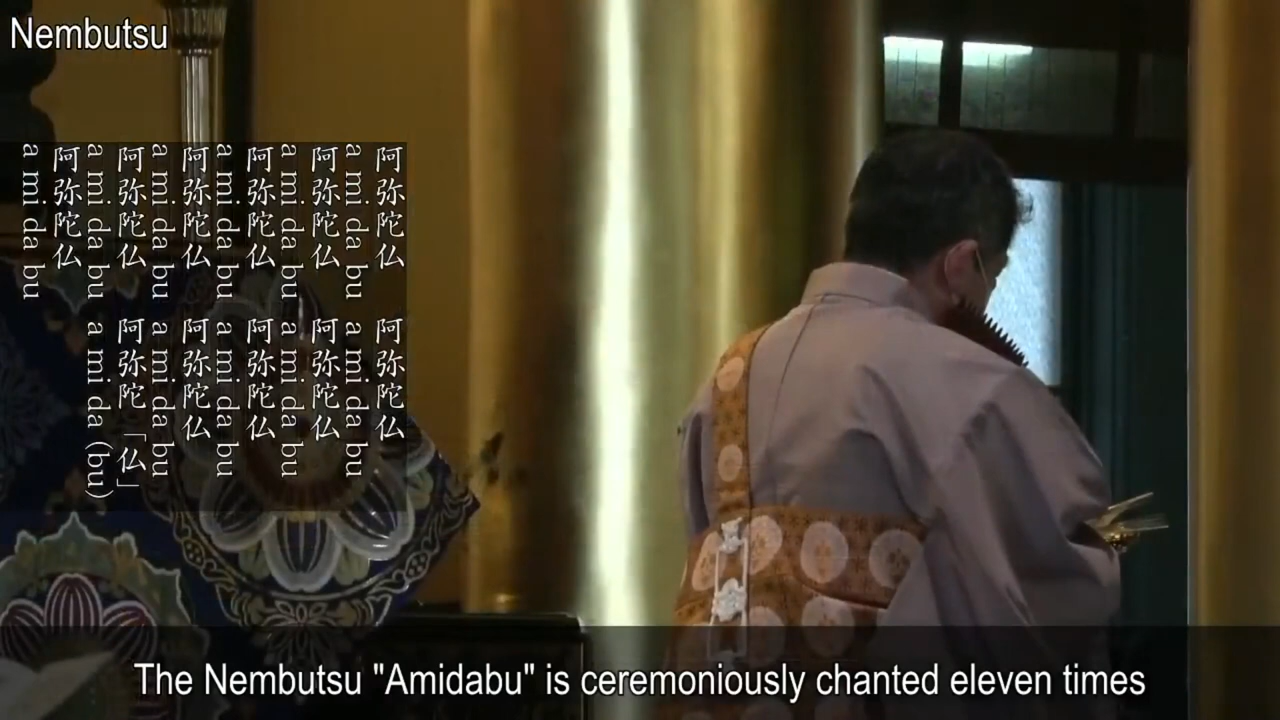 Nembutsu
阿弥陀仏 阿弥陀仏
a mi da bu a mi da bu
阿弥陀仏 阿弥陀仏
a mi da bu a mi da bu
阿弥陀仏 阿弥陀仏
a mi da bu a mi da bu
阿弥陀仏 阿弥陀仏
a mi da bu a mi da bu
阿弥陀仏 阿弥陀「仏」
a mi da bu a mi da (bu)
阿弥陀仏
a mi da bu
The Nembutsu "Amidabu" is ceremoniously chanted eleven times